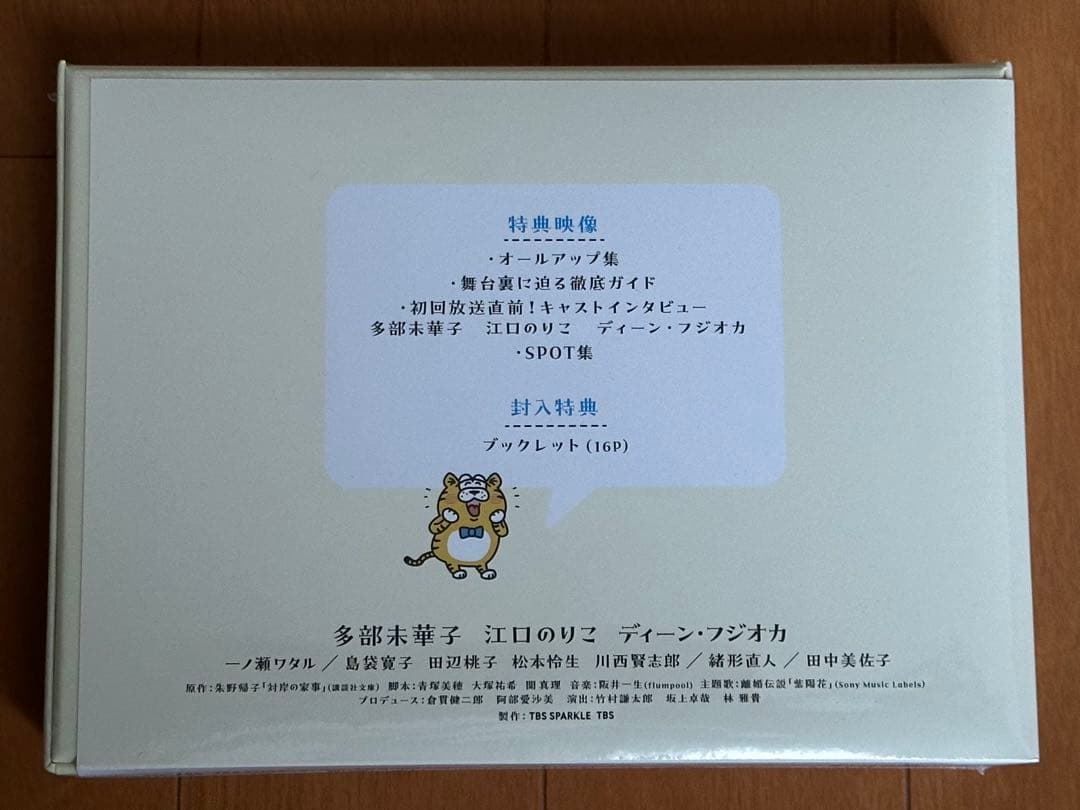 特典映像
・オールアップ集
・舞台裏に迫る徹底ガイド
・初回放送直前！キャストインタビュー
多部未華子　江口のりこ　ディーン・フジオカ
・SPOT集
封入特典
ブックレット(16P)
多部未華子　江口のりこ　ディーン・フジオカ
一ノ瀬ワタル／島袋寛子　田辺桃子　松本怜生　川西賢志郎／緒形直人／田中美佐子
原作：朱野帰子「対岸の家事」(講談社文庫)　脚本：青塚美穂　大塚祐希　開 真理　音楽：阪井一生(flumpool)　主題歌：離婚伝説「紫陽花」(Sony Music Labels)
プロデュース：倉貫健二郎　阿部愛沙美　演出：竹村謙太郎　坂上卓哉　林 雅貴
製作：TBS SPARKLE　TBS